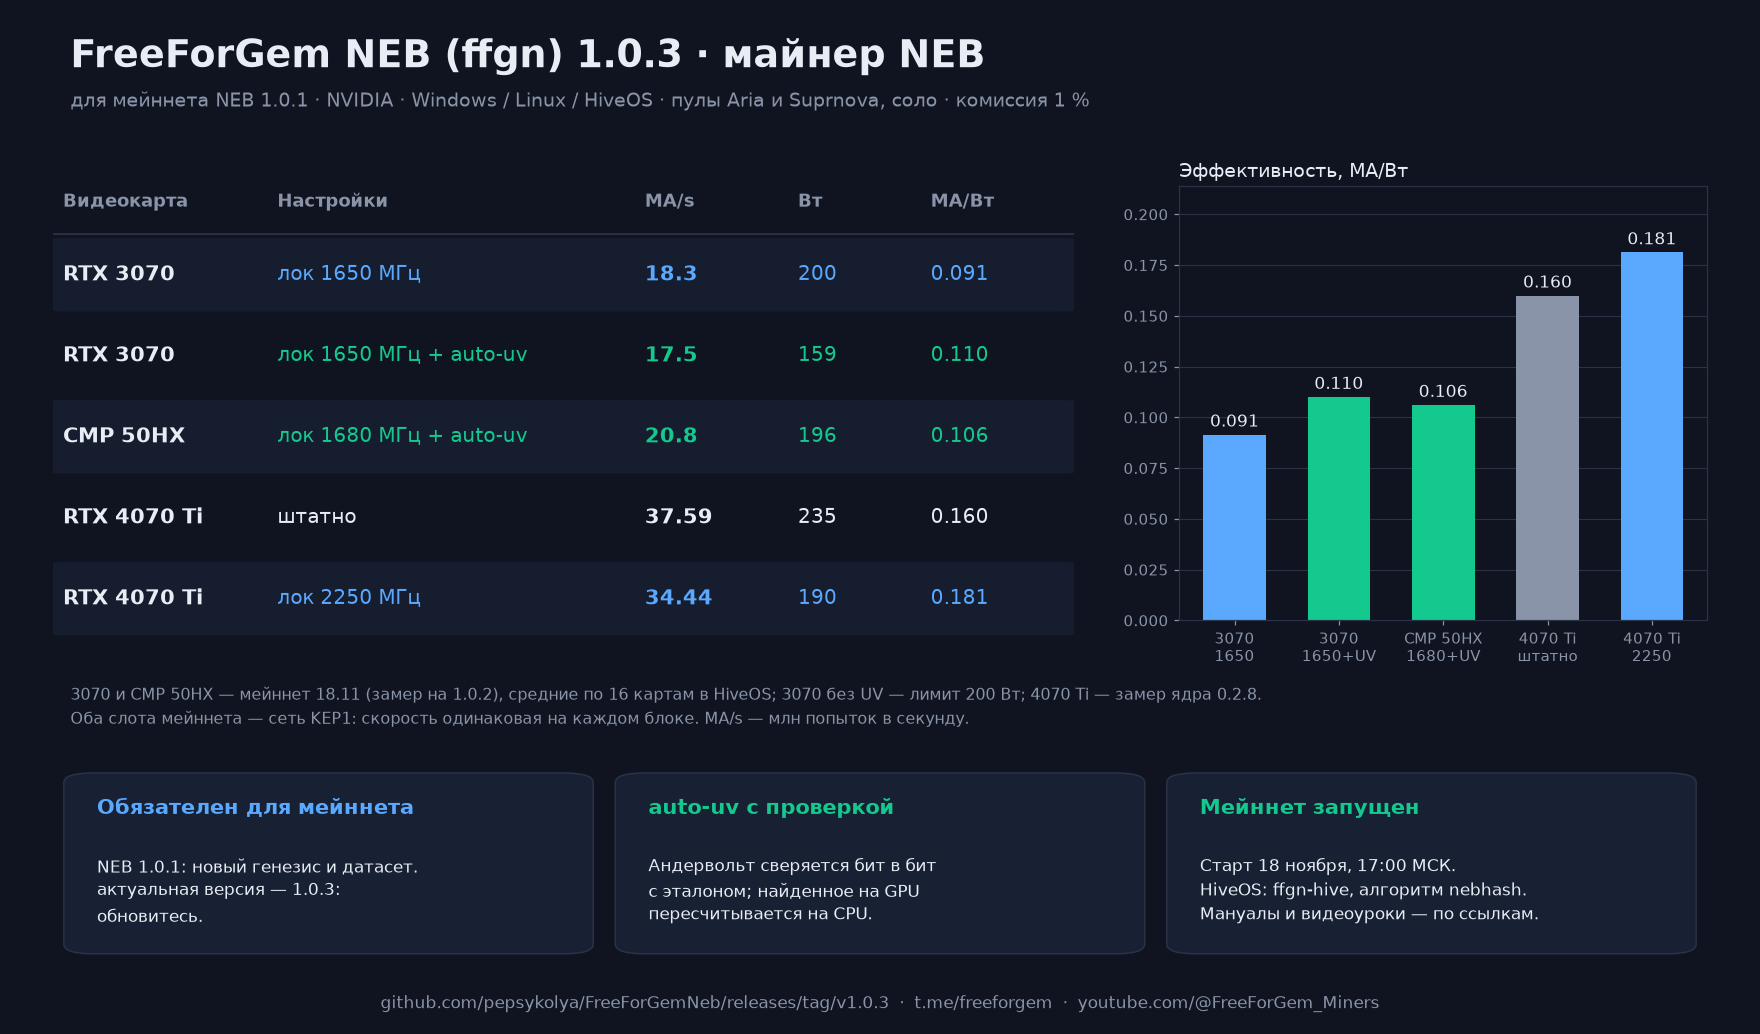 FreeForGem NEB (ffgn) 1.0.3 · майнер NEB
для мейннета NEB 1.0.1 · NVIDIA · Windows / Linux / HiveOS · пулы Aria и Suprnova, соло · комиссия 1 %
Видеокарта Настройки MA/s Вт MA/Вт
RTX 3070 лок 1650 МГц 18.3 200 0.091
RTX 3070 лок 1650 МГц + auto-uv 17.5 159 0.110
CMP 50HX лок 1680 МГц + auto-uv 20.8 196 0.106
RTX 4070 Ti штатно 37.59 235 0.160
RTX 4070 Ti лок 2250 МГц 34.44 190 0.181
Эффективность, MA/Вт
0.200
0.175
0.150
0.125
0.100
0.075
0.050
0.025
0.000
0.091
0.110
0.106
0.160
0.181
3070
1650
3070
1650+UV
CMP 50HX
1680+UV
4070 Ti
штатно
4070 Ti
2250
3070 и CMP 50HX — мейннет 18.11 (замер на 1.0.2), средние по 16 картам в HiveOS; 3070 без UV — лимит 200 Вт; 4070 Ti — замер ядра 0.2.8.
Оба слота мейннета — сеть KEP1: скорость одинаковая на каждом блоке. MA/s — млн попыток в секунду.
Обязателен для мейннета
NEB 1.0.1: новый генезис и датасет.
актуальная версия — 1.0.3:
обновитесь.
auto-uv с проверкой
Андервольт сверяется бит в бит
с эталоном; найденное на GPU
пересчитывается на CPU.
Мейннет запущен
Старт 18 ноября, 17:00 МСК.
HiveOS: ffgn-hive, алгоритм nebhash.
Мануалы и видеоуроки — по ссылкам.
github.com/pepsykolya/FreeForGemNeb/releases/tag/v1.0.3 · t.me/freeforgem · youtube.com/@FreeForGem_Miners